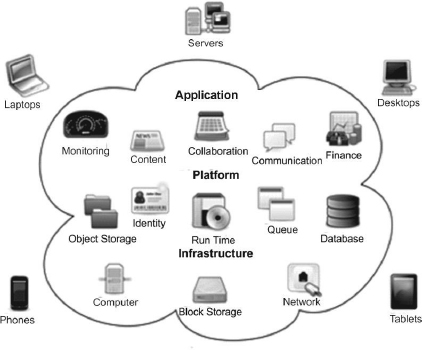 Servers
Laptops
Desktops
Application
Monitoring
NEWS
Content
Collaboration
Communication
Finance
Platform
Object Storage
Identity
Run Time
Queue
Database
Infrastructure
Computer
Block Storage
Network
Phones
Tablets